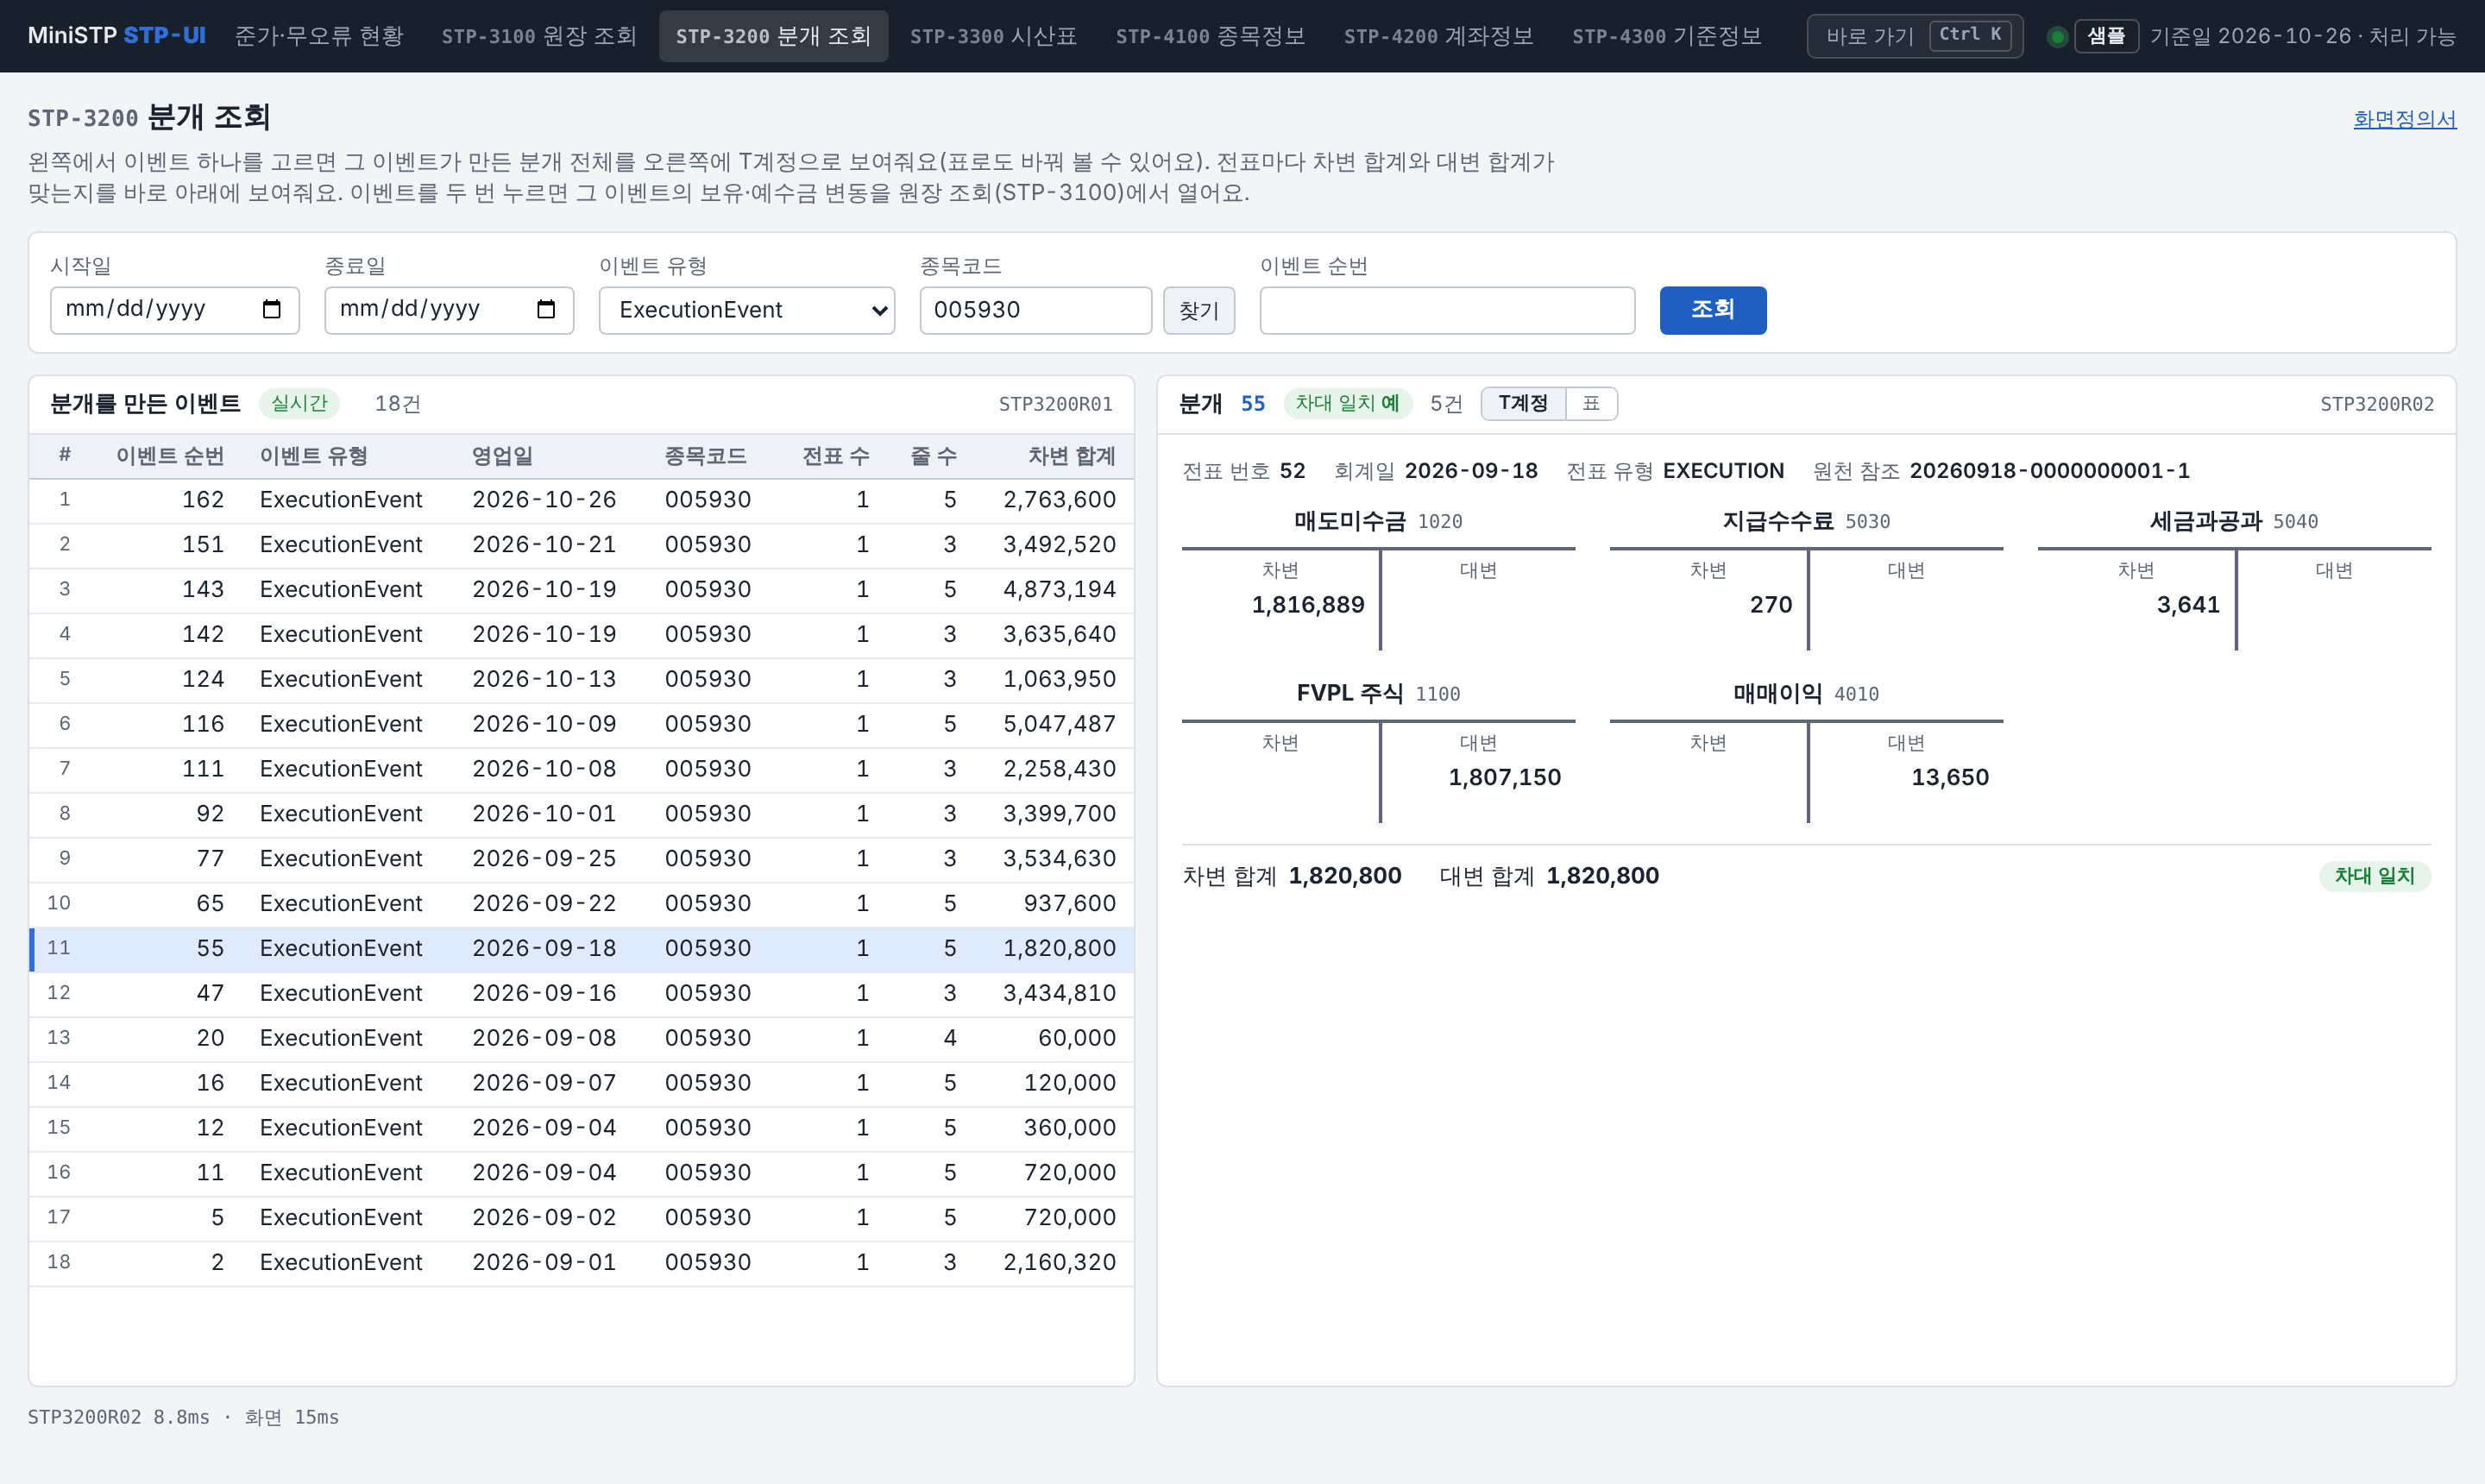 MiniSTP STP-UI 준가·무오류 현황 STP-3100 원장 조회 STP-3200 분개 조회 STP-3300 시산표 STP-4100 종목정보 STP-4200 계좌정보 STP-4300 기준정보 바로 가기 Ctrl K 샘플 기준일 2026-10-26 · 처리 가능
STP-3200 분개 조회 화면정의서
왼쪽에서 이벤트 하나를 고르면 그 이벤트가 만든 분개 전체를 오른쪽에 T계정으로 보여줘요(표로도 바꿔 볼 수 있어요). 전표마다 차변 합계와 대변 합계가
맞는지를 바로 아래에 보여줘요. 이벤트를 두 번 누르면 그 이벤트의 보유·예수금 변동을 원장 조회(STP-3100)에서 열어요.
시작일 종료일 이벤트 유형 종목코드 이벤트 순번
mm/dd/yyyy mm/dd/yyyy ExecutionEvent 005930 찾기 조회
분개를 만든 이벤트 실시간 18건 STP3200R01
# 이벤트 순번 이벤트 유형 영업일 종목코드 전표 수 줄 수 차변 합계
1 162 ExecutionEvent 2026-10-26 005930 1 5 2,763,600
2 151 ExecutionEvent 2026-10-21 005930 1 3 3,492,520
3 143 ExecutionEvent 2026-10-19 005930 1 5 4,873,194
4 142 ExecutionEvent 2026-10-19 005930 1 3 3,635,640
5 124 ExecutionEvent 2026-10-13 005930 1 3 1,063,950
6 116 ExecutionEvent 2026-10-09 005930 1 5 5,047,487
7 111 ExecutionEvent 2026-10-08 005930 1 3 2,258,430
8 92 ExecutionEvent 2026-10-01 005930 1 3 3,399,700
9 77 ExecutionEvent 2026-09-25 005930 1 3 3,534,630
10 65 ExecutionEvent 2026-09-22 005930 1 5 937,600
11 55 ExecutionEvent 2026-09-18 005930 1 5 1,820,800
12 47 ExecutionEvent 2026-09-16 005930 1 3 3,434,810
13 20 ExecutionEvent 2026-09-08 005930 1 4 60,000
14 16 ExecutionEvent 2026-09-07 005930 1 5 120,000
15 12 ExecutionEvent 2026-09-04 005930 1 5 360,000
16 11 ExecutionEvent 2026-09-04 005930 1 5 720,000
17 5 ExecutionEvent 2026-09-02 005930 1 5 720,000
18 2 ExecutionEvent 2026-09-01 005930 1 3 2,160,320
분개 55 차대 일치 예 5건 T계정 표 STP3200R02
전표 번호 52 회계일 2026-09-18 전표 유형 EXECUTION 원천 참조 20260918-0000000001-1
매도미수금 1020 지급수수료 5030 세금과공과 5040
차변 대변 차변 대변 차변 대변
1,816,889 270 3,641
FVPL 주식 1100 매매이익 4010
차변 대변 차변 대변
1,807,150 13,650
차변 합계 1,820,800 대변 합계 1,820,800 차대 일치
STP3200R02 8.8ms · 화면 15ms